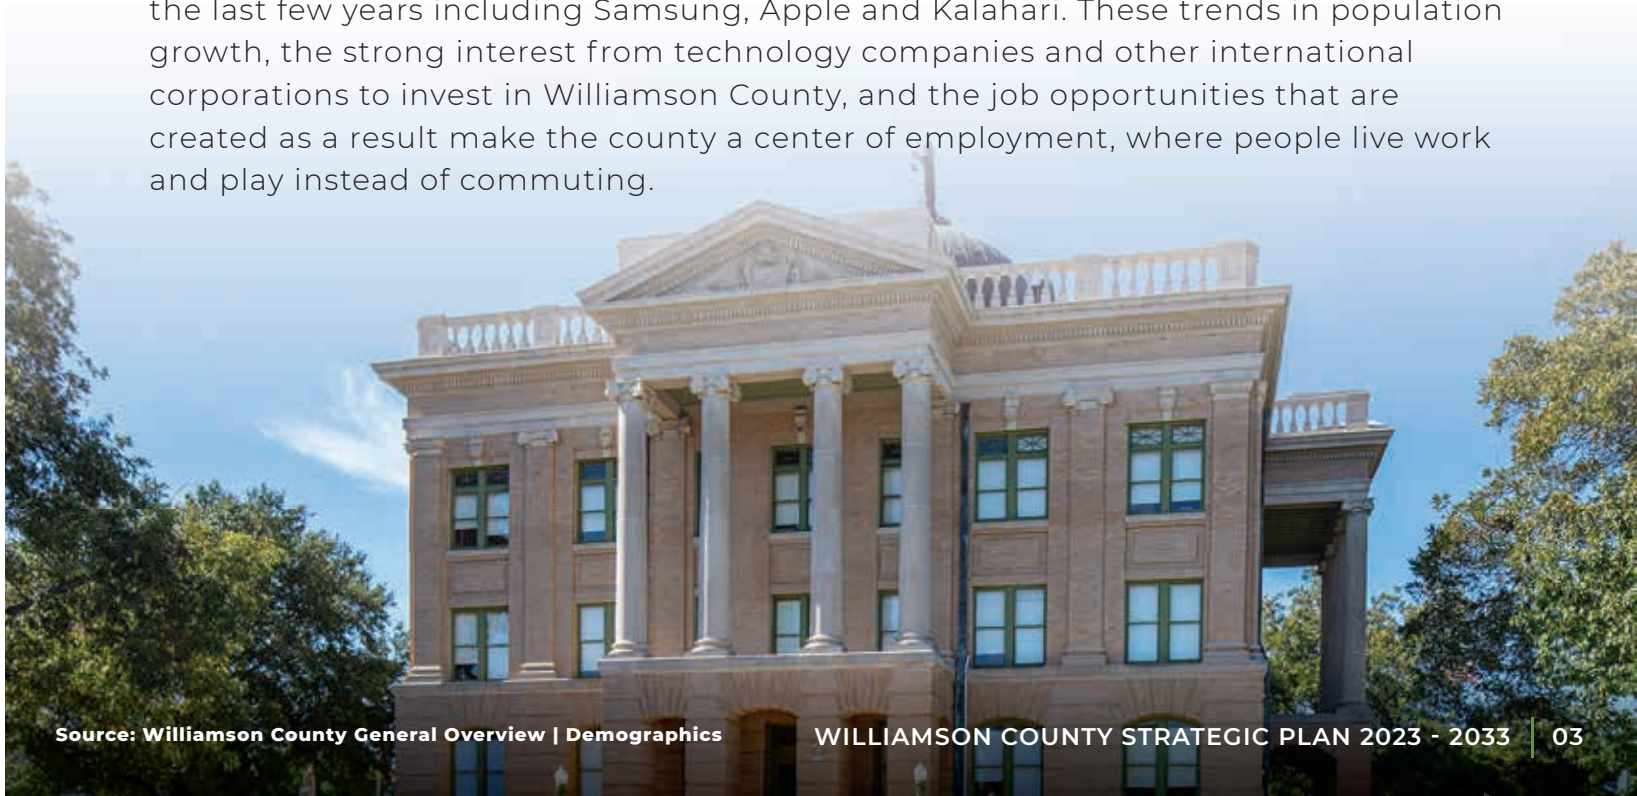 the last few years including Samsung, Apple and Kalahari. These trends in population
growth, the strong interest from technology companies and other international
corporations to invest in Williamson County, and the job opportunities that are
created as a result make the county a center of employment, where people live work
and play instead of commuting.
Source: Williamson County General Overview | Demographics
WILLIAMSON COUNTY STRATEGIC PLAN 2023 - 2033 | 03